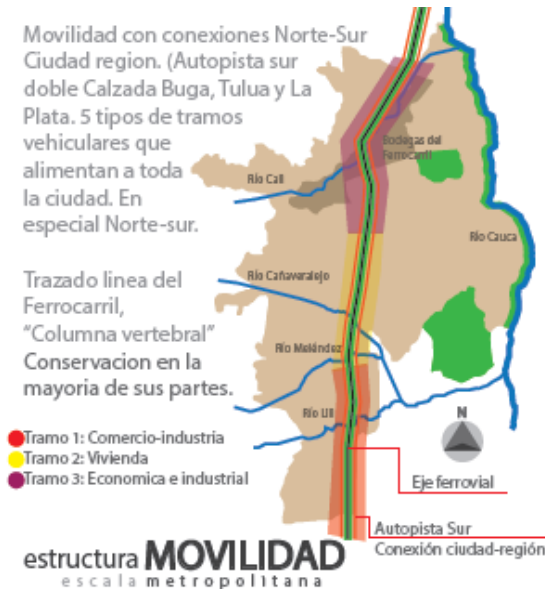 Movilidad con conexiones Norte-Sur
Ciudad region. (Autopista sur
doble Calzada Buga, Tulua y La
Plata. 5 tipos de tramos
vehiculares que
alimentan a toda
la ciudad. En
especial Norte-sur.
Bodegas del
Ferrocarril
Río Cali
Río Cauca
Río Cañaveralejo
Trazado linea del
Ferrocarril,
“Columna vertebral”
Conservacion en la
mayoria de sus partes.
Río Meléndez
Río Lili
N
Tramo 1: Comercio-industria
Tramo 2: Vivienda
Tramo 3: Economica e industrial
Eje ferrovial
Autopista Sur
Conexión ciudad-región
estructura MOVILIDAD
escala metropolitana